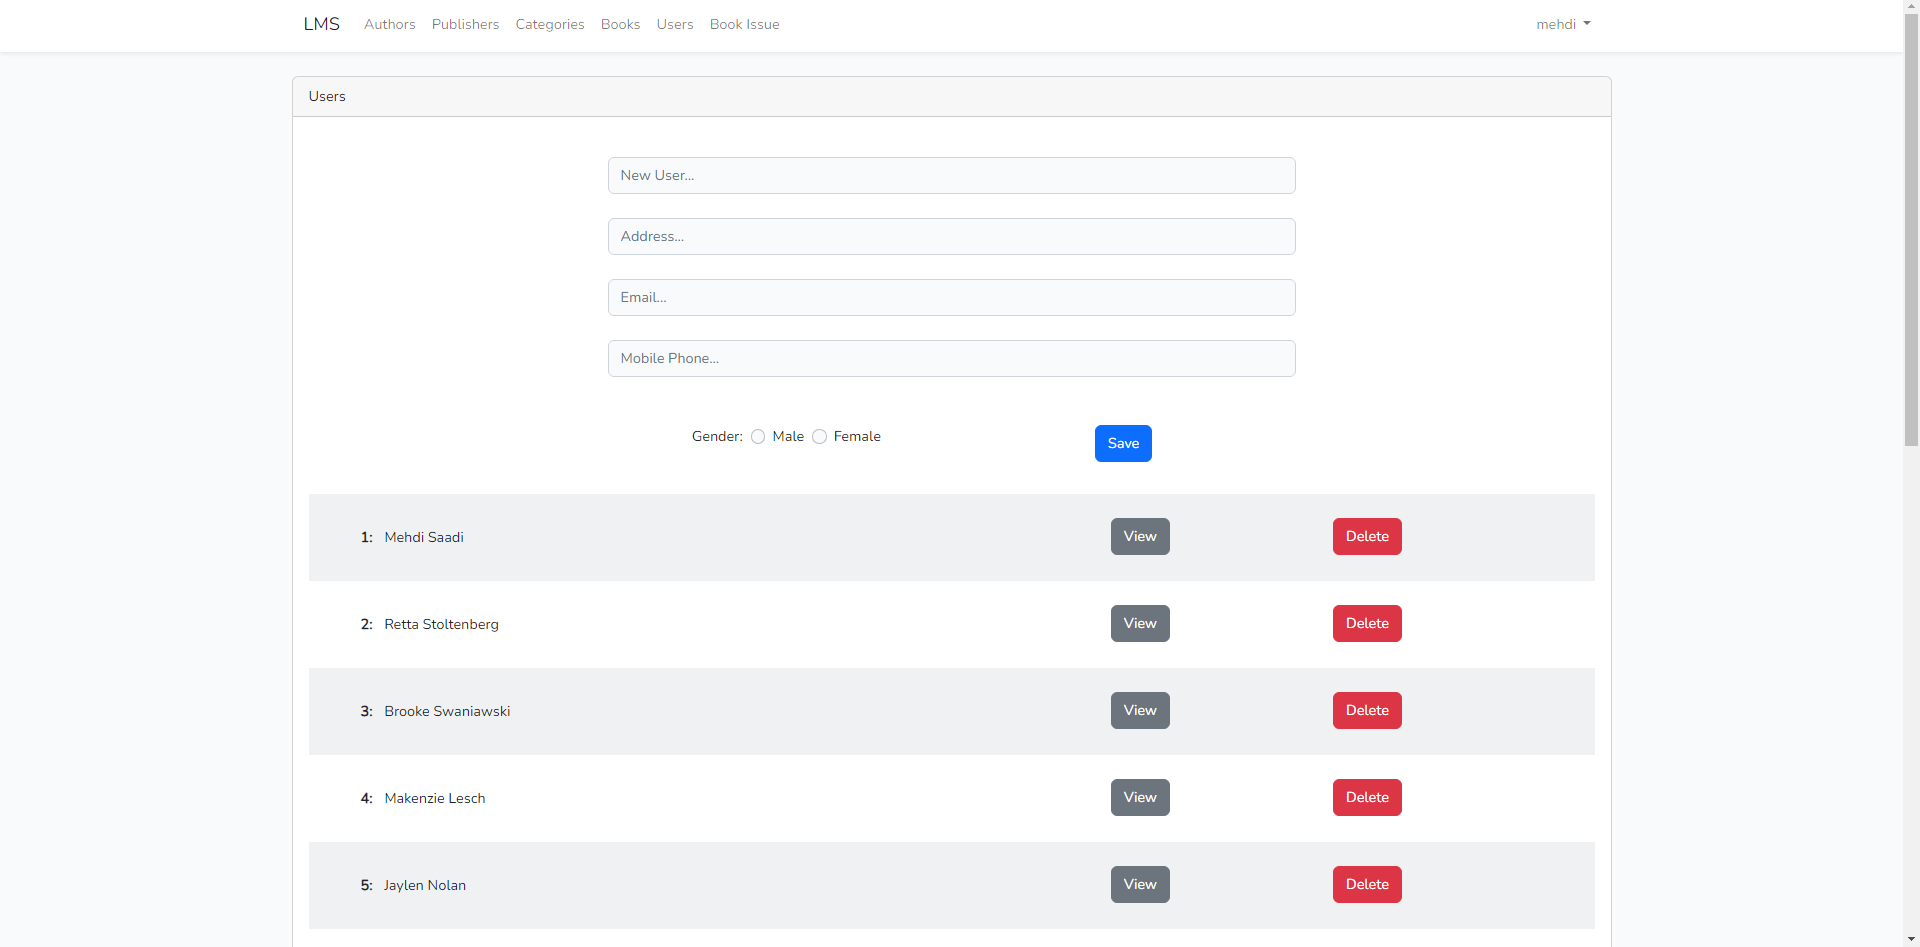 LMS Authors Publishers Categories Books Users Book Issue mehdi
Users
New User...
Address...
Email...
Mobile Phone...
Gender: Male Female Save
1: Mehdi Saadi View Delete
2: Retta Stoltenberg View Delete
3: Brooke Swaniawski View Delete
4: Makenzie Lesch View Delete
5: Jaylen Nolan View Delete